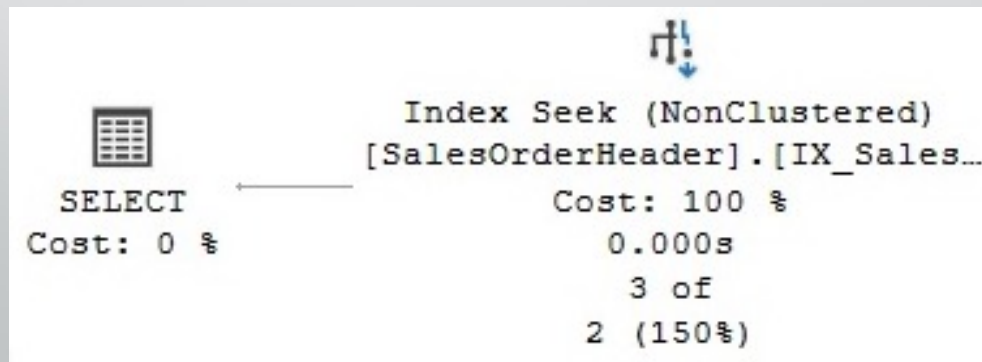 Index Seek (NonClustered)
[SalesOrderHeader].[IX_Sales…
Cost: 100 %
0.000s
3 of
2 (150%)
SELECT
Cost: 0 %